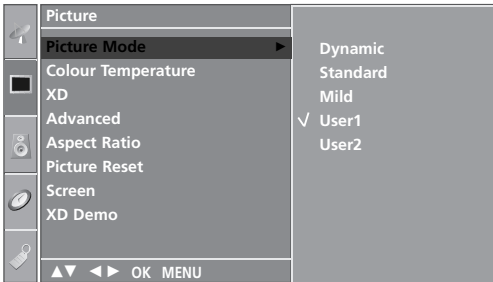 Picture
Picture Mode ►
Colour Temperature
XD
Advanced
Aspect Ratio
Picture Reset
Screen
XD Demo
▲▼ ◄► OK MENU
Dynamic
Standard
Mild
√ User1
User2